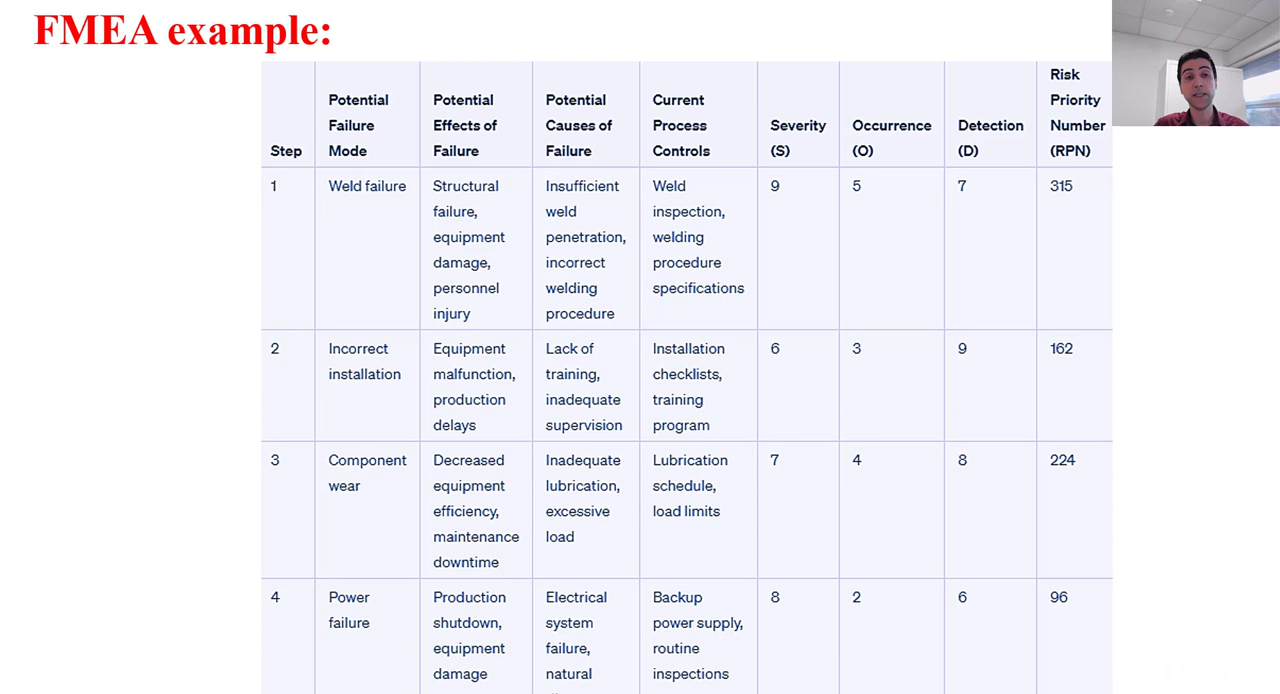 FMEA example:
Step
Potential
Failure
Mode
Potential
Effects of
Failure
Potential
Causes of
Failure
Current
Process
Controls
Severity
(S)
Occurrence
(O)
Detection
(D)
Risk
Priority
Number
(RPN)
1
Weld failure
Structural
failure,
equipment
damage,
personnel
injury
Insufficient
weld
penetration,
incorrect
welding
procedure
Weld
inspection,
welding
procedure
specifications
9
5
7
315
2
Incorrect
installation
Equipment
malfunction,
production
delays
Lack of
training,
inadequate
supervision
Installation
checklists,
training
program
6
3
9
162
3
Component
wear
Decreased
equipment
efficiency,
maintenance
downtime
Inadequate
lubrication,
excessive
load
Lubrication
schedule,
load limits
7
4
8
224
4
Power
failure
Production
shutdown,
equipment
damage
Electrical
system
failure,
natural
Backup
power supply,
routine
inspections
8
2
6
96